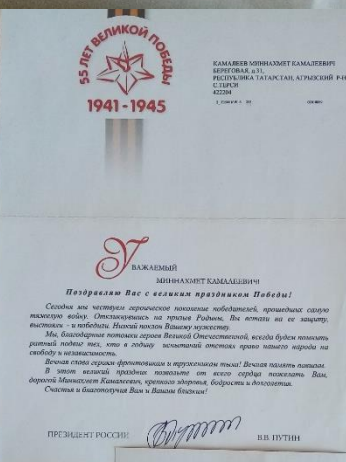 55 ЛЕТ ВЕЛИКОЙ ПОБЕДЫ
1941-1945
КАМАЛЕЕВ МИННАХМЕТ КАМАЛЕЕВИЧ
БЕРЕГОВАЯ, д.31,
РЕСПУБЛИКА ТАТАРСТАН, АГРЫЗСКИЙ Р-Н
С.ТЕРСИ
422204
УВАЖАЕМЫЙ
МИННАХМЕТ КАМАЛЕЕВИЧ!
Поздравляю Вас с великим праздником Победы!
Сегодня мы чествуем героическое поколение победителей, прошедших самую
тяжелую войну. Откликнувшись на призыв Родины, Вы встали на ее защиту,
выстояли - и победили. Низкий поклон Вашему мужеству.
Мы, благодарные потомки героев Великой Отечественной, всегда будем помнить
ратный подвиг тех, кто в годину испытаний отстоял право нашего народа на
свободу и независимость.
Вечная слава героям-фронтовикам и труженикам тыла! Вечная память павшим.
В этот великий праздник позвольте от всего сердца пожелать Вам,
дорогой Миннахмет Камалеевич, крепкого здоровья, бодрости и долголетия.
Счастья и благополучия Вам и Вашим близким!
ПРЕЗИДЕНТ РОССИИ
В.В. ПУТИН